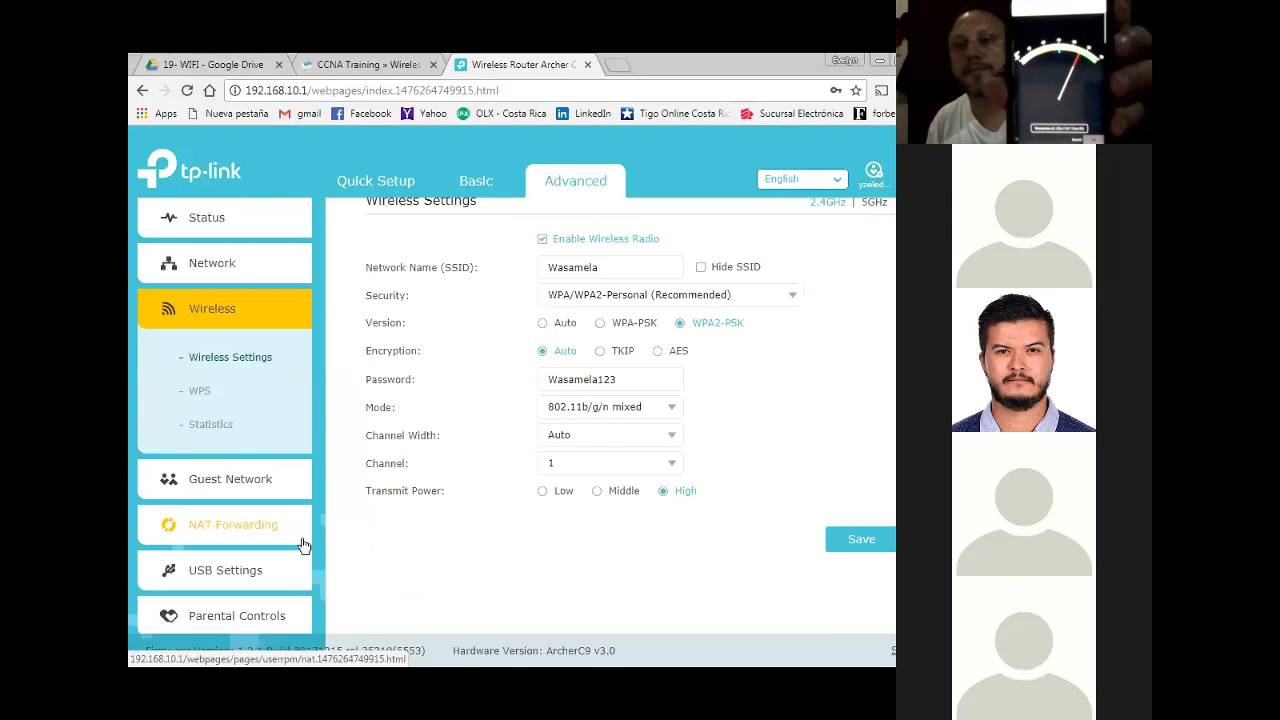 19- WIFI - Google Drive
CCNA Training - Wireles
Wireless Router Archer C
Evelyn
192.168.10.1/webpages/index.1476264749915.html
Apps
Nueva pestaña
gmail
Facebook
Yahoo
OLX - Costa Rica
LinkedIn
Tigo Online Costa Ric
Sucursal Electrónica
forbe
tp-link
Quick Setup
Basic
Advanced
English
yzeled...
Status
Network
Wireless
- Wireless Settings
- WPS
- Statistics
Guest Network
NAT Forwarding
USB Settings
Parental Controls
Wireless Settings
2.4GHz | 5GHz
Enable Wireless Radio
Network Name (SSID): Wasamela Hide SSID
Security: WPA/WPA2-Personal (Recommended)
Version: Auto WPA-PSK WPA2-PSK
Encryption: Auto TKIP AES
Password: Wasamela123
Mode: 802.11b/g/n mixed
Channel Width: Auto
Channel: 1
Transmit Power: Low Middle High
Save
Hardware Version: ArcherC9 v3.0
192.168.10.1/webpages/pages/userrpm/nat.1476264749915.html